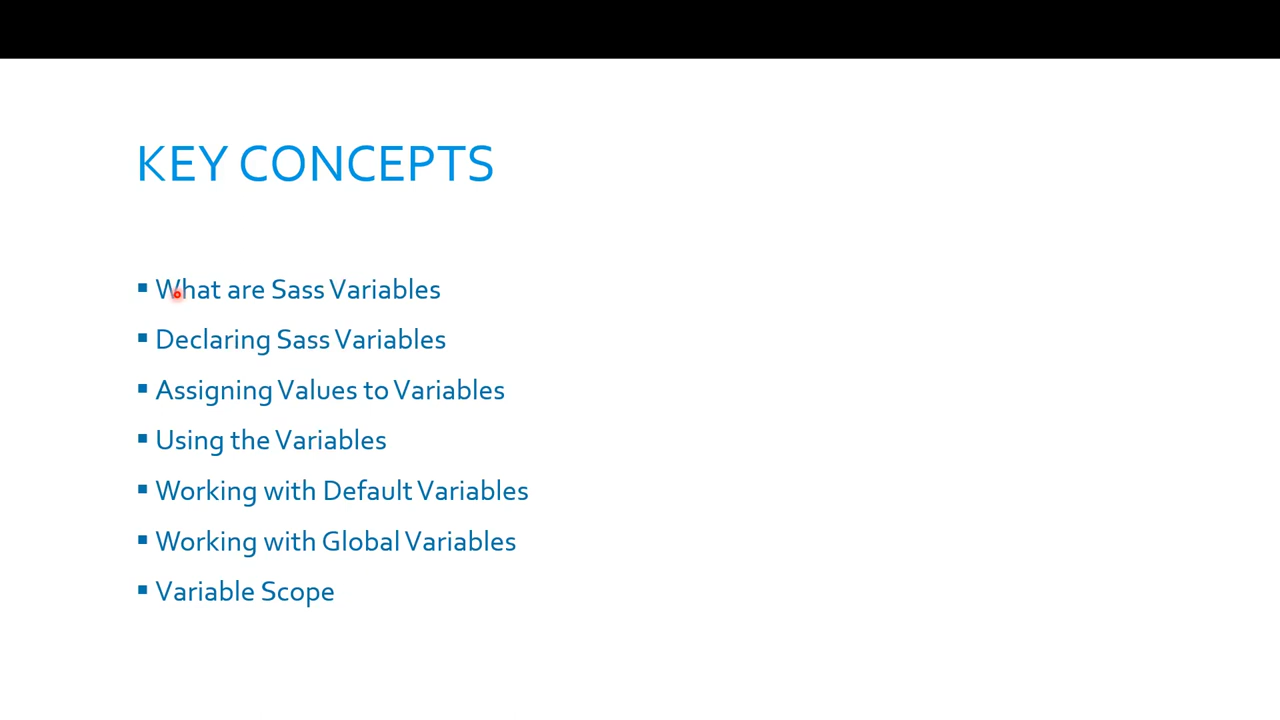 KEY CONCEPTS
▪ What are Sass Variables
▪ Declaring Sass Variables
▪ Assigning Values to Variables
▪ Using the Variables
▪ Working with Default Variables
▪ Working with Global Variables
▪ Variable Scope